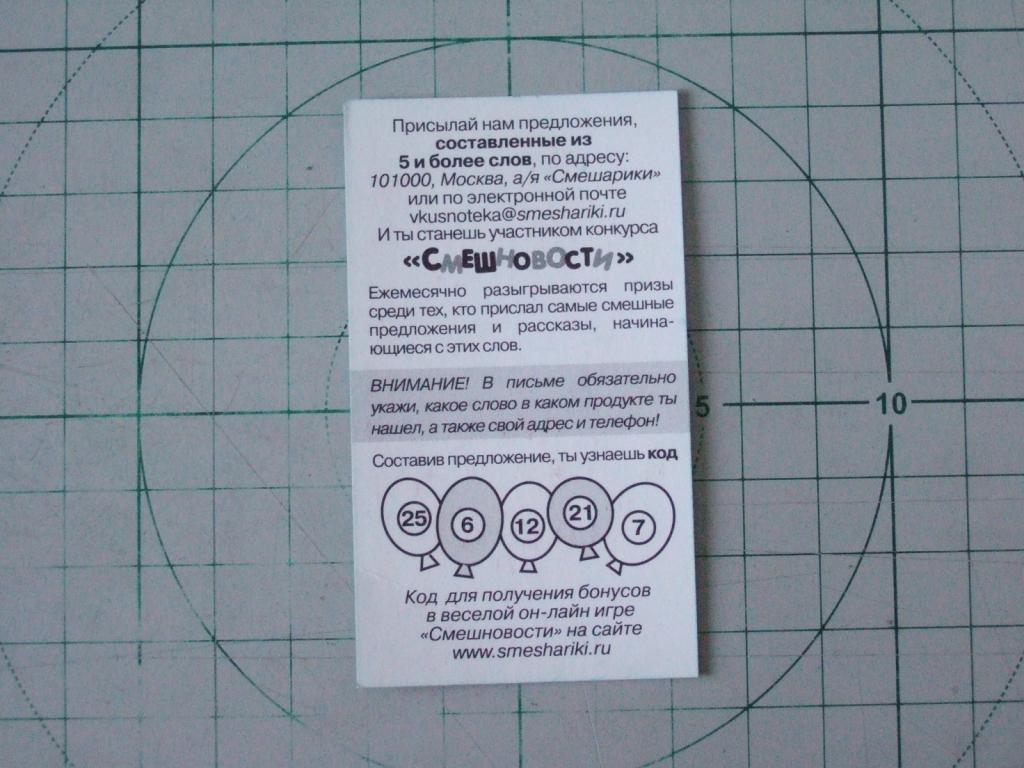 Присылай нам предложения,
составленные из
5 и более слов, по адресу:
101000, Москва, а/я «Смешарики»
или по электронной почте
vkusnoteka@smeshariki.ru
И ты станешь участником конкурса
«СМЕШНОВОСТИ»
Ежемесячно разыгрываются призы
среди тех, кто прислал самые смешные
предложения и рассказы, начина-
ющиеся с этих слов.
ВНИМАНИЕ! В письме обязательно
укажи, какое слово в каком продукте ты
нашел, а также свой адрес и телефон!
5
10
Составив предложение, ты узнаешь код
25 6 12 21 7
Код для получения бонусов
в веселой он-лайн игре
«Смешновости» на сайте
www.smeshariki.ru